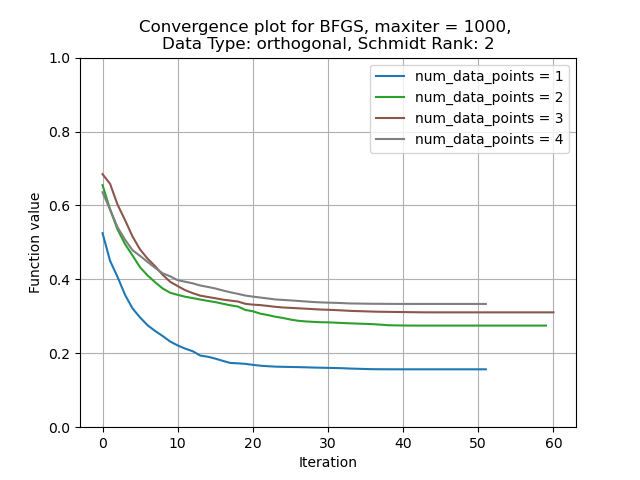 Convergence plot for BFGS, maxiter = 1000,
Data Type: orthogonal, Schmidt Rank: 2
num_data_points = 1
num_data_points = 2
num_data_points = 3
num_data_points = 4
Function value
1.0
0.8
0.6
0.4
0.2
0.0
0 10 20 30 40 50 60
Iteration